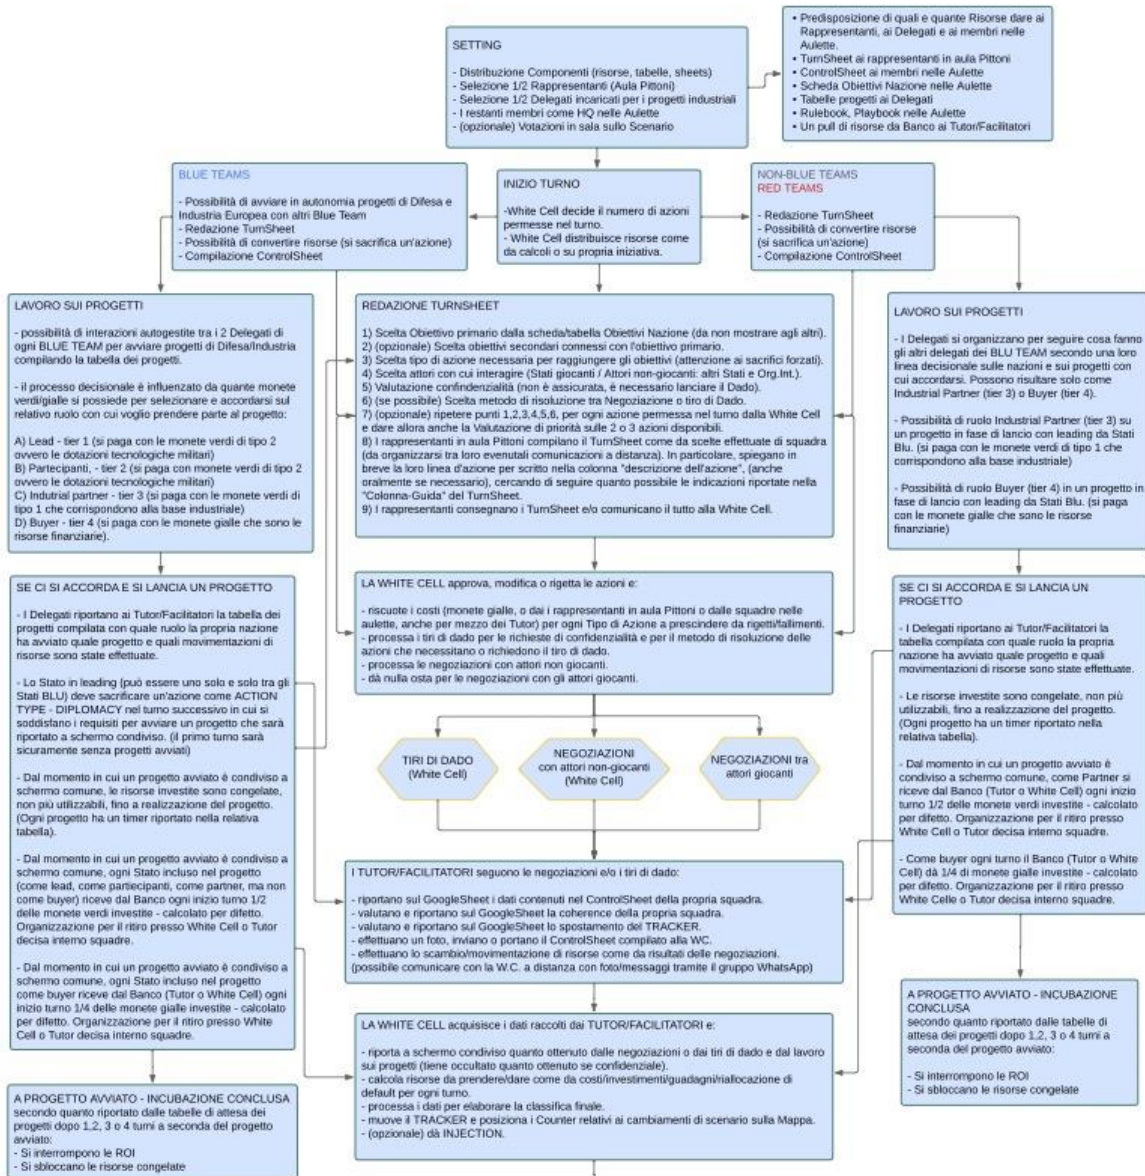 SETTING
- Distribuzione Componenti (risorse, tabelle, sheets)
- Selezione 1/2 Rappresentanti (Aula Pittoni)
- Selezione 1/2 Delegati incaricati per i progetti industriali
- I restanti membri come HQ nelle Aulette
- (opzionale) Votazioni in sala sullo Scenario
• Predisposizione di quali e quante Risorse dare ai
Rappresentanti, ai Delegati e ai membri nelle
Aulette.
• TurnSheet ai rappresentanti in aula Pittoni
• ControlSheet ai membri nelle Aulette
• Scheda Obiettivi Nazione nelle Aulette
• Tabelle progetti ai Delegati
• Rulebook, Playbook nelle Aulette
• Un pull di risorse da Banco ai Tutor/Facilitatori
BLUE TEAMS
- Possibilità di avviare in autonomia progetti di Difesa e
Industria Europea con altri Blue Team
- Redazione TurnSheet
- Possibilità di convertire risorse (si sacrifica un'azione)
- Compilazione ControlSheet
INIZIO TURNO
-White Cell decide il numero di azioni
permesse nel turno.
- White Cell distribuisce risorse come
da calcoli o su propria iniziativa.
NON-BLUE TEAMS
RED TEAMS
- Redazione TurnSheet
- Possibilità di convertire risorse
(si sacrifica un'azione)
- Compilazione ControlSheet
LAVORO SUI PROGETTI
- possibilità di interazioni autogestite tra i 2 Delegati di
ogni BLUE TEAM per avviare progetti di Difesa/Industria
compilando la tabella dei progetti.
- il processo decisionale è influenzato da quante monete
verdi/gialle si possiede per selezionare e accordarsi sul
relativo ruolo con cui voglio prendere parte al progetto:
A) Lead - tier 1 (si paga con le monete verdi di tipo 2
ovvero le dotazioni tecnologiche militari)
B) Partecipanti, - tier 2 (si paga con monete verdi di tipo 2
ovvero le dotazioni tecnologiche militari)
C) Indutrial partner - tier 3 (si paga con le monete verdi di
tipo 1 che corrispondono alla base industriale)
D) Buyer - tier 4 (si paga con le monete gialle che sono le
risorse finanziarie).
REDAZIONE TURNSHEET
1) Scelta Obiettivo primario dalla scheda/tabella Obiettivi Nazione (da non mostrare agli altri).
2) (opzionale) Scelta obiettivi secondari connessi con l'obiettivo primario.
3) Scelta tipo di azione necessaria per raggiungere gli obiettivi (attenzione ai sacrifici forzati).
4) Scelta attori con cui interagire (Stati giocanti / Attori non-giocanti: altri Stati e Org.Int.).
5) Valutazione confindenzialità (non è assicurata, è necessario lanciare il Dado).
6) (se possibile) Scelta metodo di risoluzione tra Negoziazione o tiro di Dado.
7) (opzionale) ripetere punti 1,2,3,4,5,6, per ogni azione permessa nel turno dalla White Cell
e dare allora anche la Valutazione di priorità sulle 2 o 3 azioni disponibili.
8) I rappresentanti in aula Pittoni compilano il TurnSheet come da scelte effettuate di squadra
(da organizzarsi tra loro evenutali comunicazioni a distanza). In particolare, spiegano in
breve la loro linea d'azione per scritto nella colonna "descrizione dell'azione", (anche
oralmente se necessario), cercando di seguire quanto possibile le indicazioni riportate nella
"Colonna-Guida" del TurnSheet.
9) I rappresentanti consegnano i TurnSheet e/o comunicano il tutto alla White Cell.
LAVORO SUI PROGETTI
- I Delegati si organizzano per seguire cosa fanno
gli altri delegati dei BLU TEAM secondo una loro
linea decisionale sulle nazioni e sui progetti
con cui accordarsi. Possono risultare solo come
Industrial Partner (tier 3) o Buyer (tier 4).
- Possibilità di ruolo Industrial Partner (tier 3) su
un progetto in fase di lancio con leading da Stati
Blu. (si paga con le monete verdi di tipo 1 che
corrispondono alla base industriale)
- Possibilità di ruolo Buyer (tier 4) in un progetto in
fase di lancio con leading da Stati Blu. (si paga
con le monete gialle che sono le risorse
finanziarie)
SE CI SI ACCORDA E SI LANCIA UN PROGETTO
- I Delegati riportano ai Tutor/Facilitatori la tabella dei
progetti compilata con quale ruolo la propria nazione
ha avviato quale progetto e quali movimentazioni di
risorse sono state effettuate.
- Lo Stato in leading (può essere uno solo e solo tra gli
Stati BLU) deve sacrificare un'azione come ACTION
TYPE - DIPLOMACY nel turno successivo in cui si
soddisfano i requisiti per avviare un progetto che sarà
riportato a schermo condiviso. (il primo turno sarà
sicuramente senza progetti avviati)
- Dal momento in cui un progetto avviato è condiviso a
schermo comune, le risorse investite sono congelate,
non più utilizzabili, fino a realizzazione del progetto.
(Ogni progetto ha un timer riportato nella relativa
tabella).
- Dal momento in cui un progetto avviato è condiviso a
schermo comune, ogni Stato incluso nel progetto
(come lead, come partiecipanti, come partner, ma non
come buyer) riceve dal Banco ogni inizio turno 1/2
delle monete verdi investite - calcolato per difetto.
Organizzazione per il ritiro presso White Cell o Tutor
decisa interno squadre.
- Dal momento in cui un progetto avviato è condiviso a
schermo comune, ogni Stato incluso nel progetto
come buyer riceve dal Banco (Tutor o White Cell) ogni
inizio turno 1/4 delle monete gialle investite - calcolato
per difetto. Organizzazione per il ritiro presso White
Cell o Tutor decisa interno squadre.
LA WHITE CELL approva, modifica o rigetta le azioni e:
- riscuote i costi (monete gialle, o dai i rappresentanti in aula Pittoni o dalle squadre nelle
aulette, anche per mezzo dei Tutor) per ogni Tipo di Azione a prescindere da rigetti/fallimenti.
- processa i tiri di dado per le richieste di confidenzialità e per il metodo di risoluzione delle
azioni che necessitano o richiedono il tiro di dado.
- processa le negoziazioni con attori non giocanti.
- dà nulla osta per le negoziazioni con gli attori giocanti.
SE CI SI ACCORDA E SI LANCIA UN
PROGETTO
- I Delegati riportano ai Tutor/Facilitatori la
tabella compilata con quale ruolo la propria
nazione ha avviato quale progetto e quali
movimentazioni di risorse sono state effettuate.
- Le risorse investite sono congelate, non più
utilizzabili, fino a realizzazione del progetto.
(Ogni progetto ha un timer riportato nella
relativa tabella).
- Dal momento in cui un progetto avviato è
condiviso a schermo comune, come Partner si
riceve dal Banco (Tutor o White Cell) ogni inizio
turno 1/2 delle monete verdi investite - calcolato
per difetto. Organizzazione per il ritiro presso
White Cell o Tutor decisa interno squadre.
- Come buyer ogni turno il Banco (Tutor o White
Cell) dà 1/4 di monete gialle investite - calcolate
per difetto. Organizzazione per il ritiro presso
White Celle o Tutor decisa interno squadre.
TIRI DI DADO
(White Cell)
NEGOZIAZIONI
con attori non-giocanti
(White Cell)
NEGOZIAZIONI tra
attori giocanti
I TUTOR/FACILITATORI seguono le negoziazioni e/o i tiri di dado:
- riportano sul GoogleSheet i dati contenuti nel ControlSheet della propria squadra.
- valutano e riportano sul GoogleSheet la coherence della propria squadra.
- valutano e riportano sul GoogleSheet lo spostamento del TRACKER.
- effettuano un foto, inviano o portano il ControlSheet compilato alla WC.
- effettuano lo scambio/movimentazione di risorse come da risultati delle negoziazioni.
(possibile comunicare con la W.C. a distanza con foto/messaggi tramite il gruppo WhatsApp)
LA WHITE CELL acquisisce i dati raccolti dai TUTOR/FACILITATORI e:
- riporta a schermo condiviso quanto ottenuto dalle negoziazioni o dai tiri di dado e dal lavoro
sui progetti (tiene occultato quanto ottenuto se confidenziale).
- calcola risorse da prendere/dare come da costi/investimenti/guadagni/riallocazione di
default per ogni turno.
- processa i dati per elaborare la classifica finale.
- muove il TRACKER e posiziona i Counter relativi ai cambiamenti di scenario sulla Mappa.
- (opzionale) dà INJECTION.
A PROGETTO AVVIATO - INCUBAZIONE
CONCLUSA
secondo quanto riportato dalle tabelle di
attesa dei progetti dopo 1,2, 3 o 4 turni a
seconda del progetto avviato:
- Si interrompono le ROI
- Si sbloccano le risorse congelate
A PROGETTO AVVIATO - INCUBAZIONE CONCLUSA
secondo quanto riportato dalle tabelle di attesa dei
progetti dopo 1,2, 3 o 4 turni a seconda del progetto
avviato:
- Si interrompono le ROI
- Si sbloccano le risorse congelate